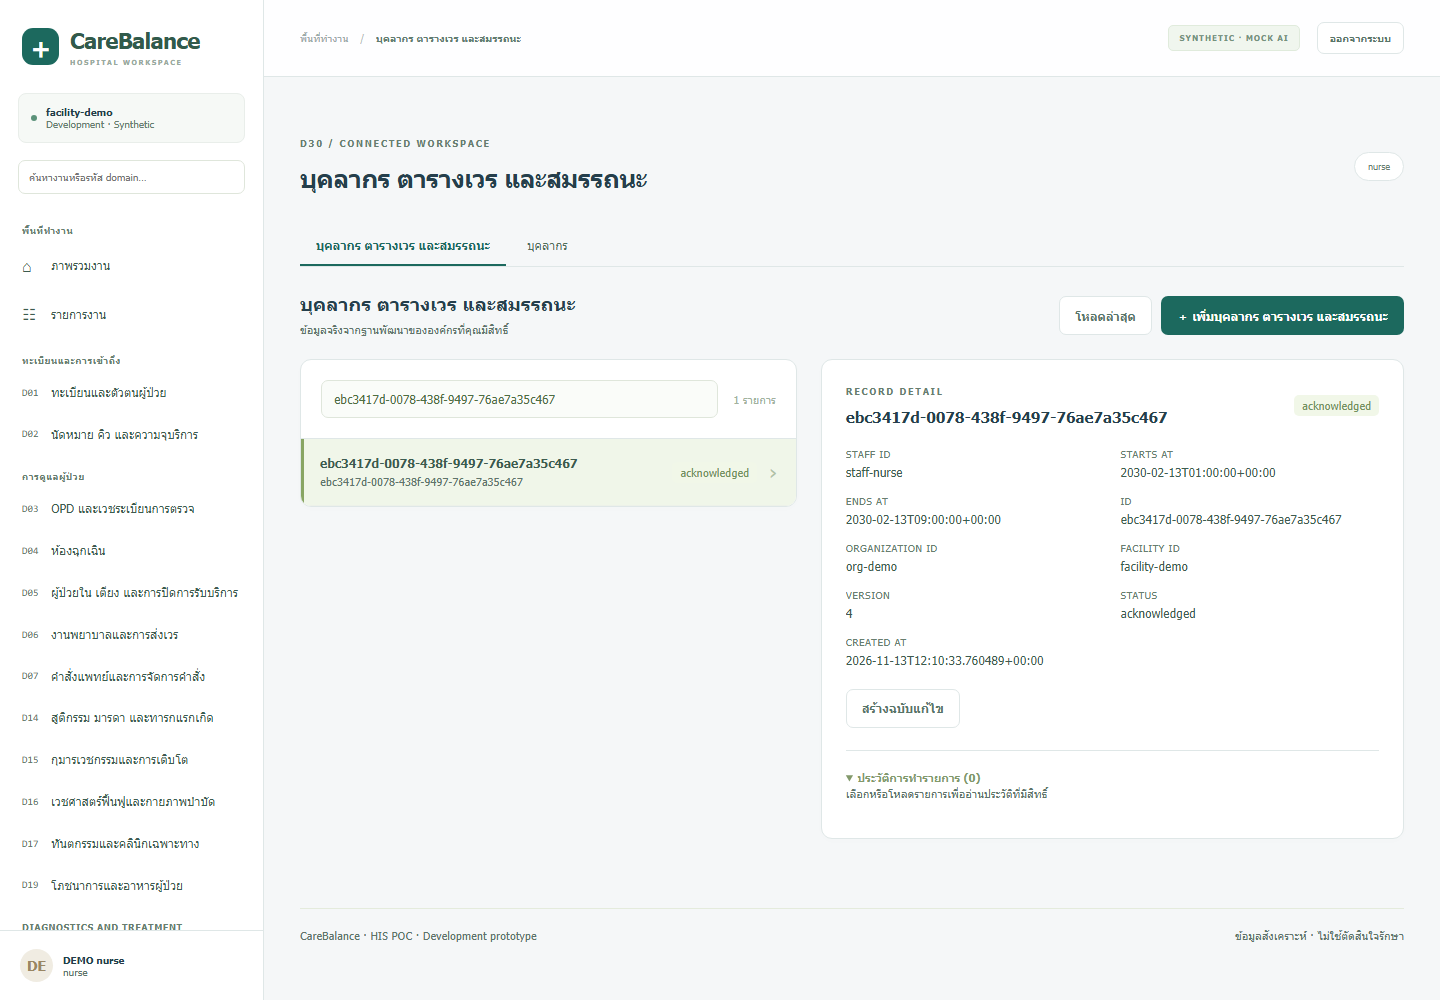 CareBalance
HOSPITAL WORKSPACE
facility-demo
Development · Synthetic
ค้นหางานหรือรหัส domain...
พื้นที่ทำงาน
ภาพรวมงาน
รายการงาน
ทะเบียนและการเข้าถึง
D01 ทะเบียนและตัวตนผู้ป่วย
D02 นัดหมาย คิว และความจุบริการ
การดูแลผู้ป่วย
D03 OPD และเวชระเบียนการตรวจ
D04 ห้องฉุกเฉิน
D05 ผู้ป่วยใน เตียง และการปิดการรับบริการ
D06 งานพยาบาลและการส่งเวร
D07 คำสั่งแพทย์และการจัดการคำสั่ง
D14 สูติกรรม มารดา และทารกแรกเกิด
D15 กุมารเวชกรรมและการเติบโต
D16 เวชศาสตร์ฟื้นฟูและกายภาพบำบัด
D17 ทันตกรรมและคลินิกเฉพาะทาง
D19 โภชนาการและอาหารผู้ป่วย
DIAGNOSTICS AND TREATMENT
DE
DEMO nurse
nurse
พื้นที่ทำงาน / บุคลากร ตารางเวร และสมรรถนะ
SYNTHETIC · MOCK AI
ออกจากระบบ
D30 / CONNECTED WORKSPACE
บุคลากร ตารางเวร และสมรรถนะ
nurse
บุคลากร ตารางเวร และสมรรถนะ
บุคลากร
บุคลากร ตารางเวร และสมรรถนะ
ข้อมูลจริงจากฐานพัฒนาขององค์กรที่คุณมีสิทธิ์
โหลดล่าสุด
+ เพิ่มบุคลากร ตารางเวร และสมรรถนะ
ebc3417d-0078-438f-9497-76ae7a35c467
1 รายการ
ebc3417d-0078-438f-9497-76ae7a35c467
ebc3417d-0078-438f-9497-76ae7a35c467
acknowledged
RECORD DETAIL
ebc3417d-0078-438f-9497-76ae7a35c467
acknowledged
STAFF ID
staff-nurse
STARTS AT
2030-02-13T01:00:00+00:00
ENDS AT
2030-02-13T09:00:00+00:00
ID
ebc3417d-0078-438f-9497-76ae7a35c467
ORGANIZATION ID
org-demo
FACILITY ID
facility-demo
VERSION
4
STATUS
acknowledged
CREATED AT
2026-11-13T12:10:33.760489+00:00
สร้างฉบับแก้ไข
▼ ประวัติการทำรายการ (0)
เลือกหรือโหลดรายการเพื่ออ่านประวัติที่มีสิทธิ์
CareBalance · HIS POC · Development prototype
ข้อมูลสังเคราะห์ · ไม่ใช้ตัดสินใจรักษา